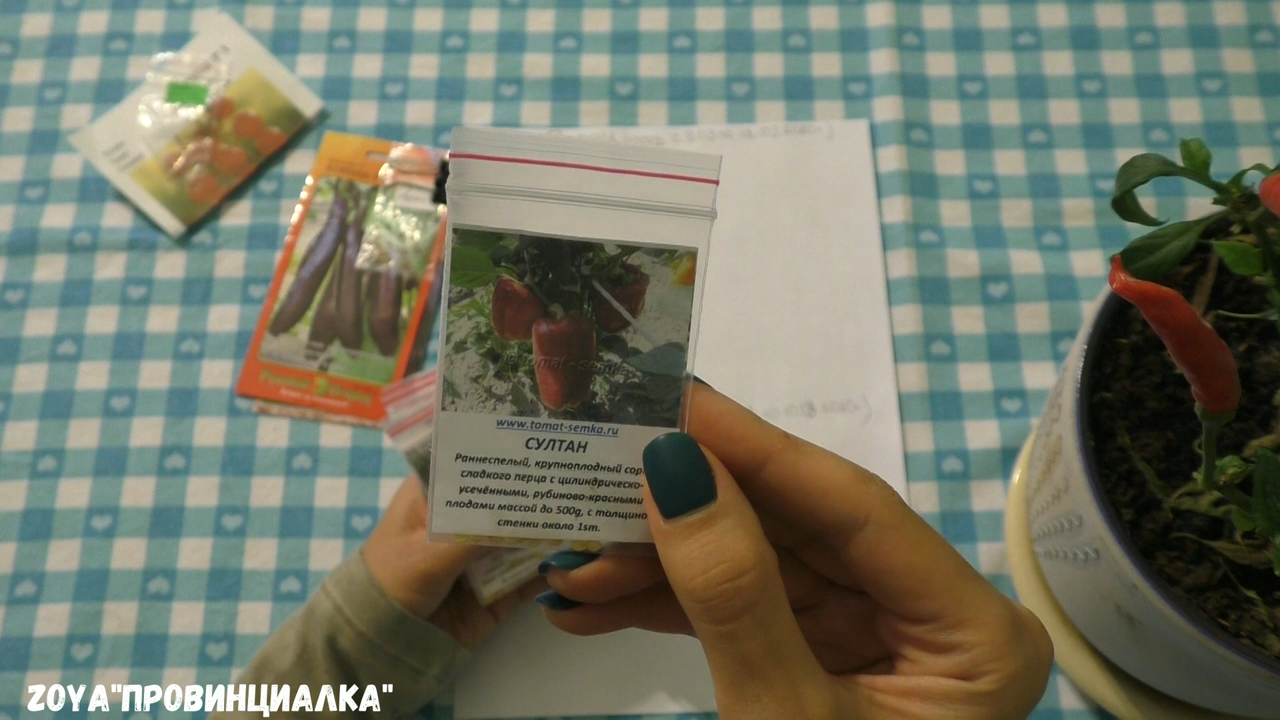 www.tomat-semka.ru
СУЛТАН
Раннеспелый, крупноплодный сор
сладкого перца с цилиндрическо-
усечёнными, рубиново-красными
плодами массой до 500g, с толщино
стенки около 1sm.
ZOYA"ПРОВИНЦИАЛКА"